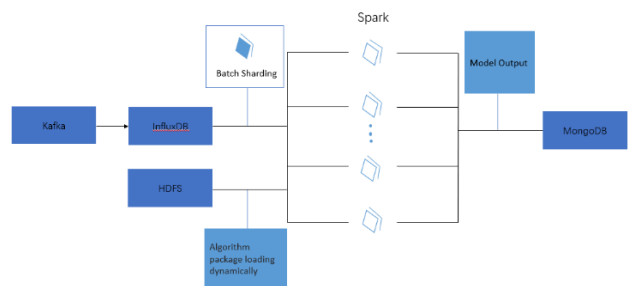 Spark
Batch Sharding
Model Output
Kafka
InfluxDB
MongoDB
HDFS
Algorithm
package loading
dynamically